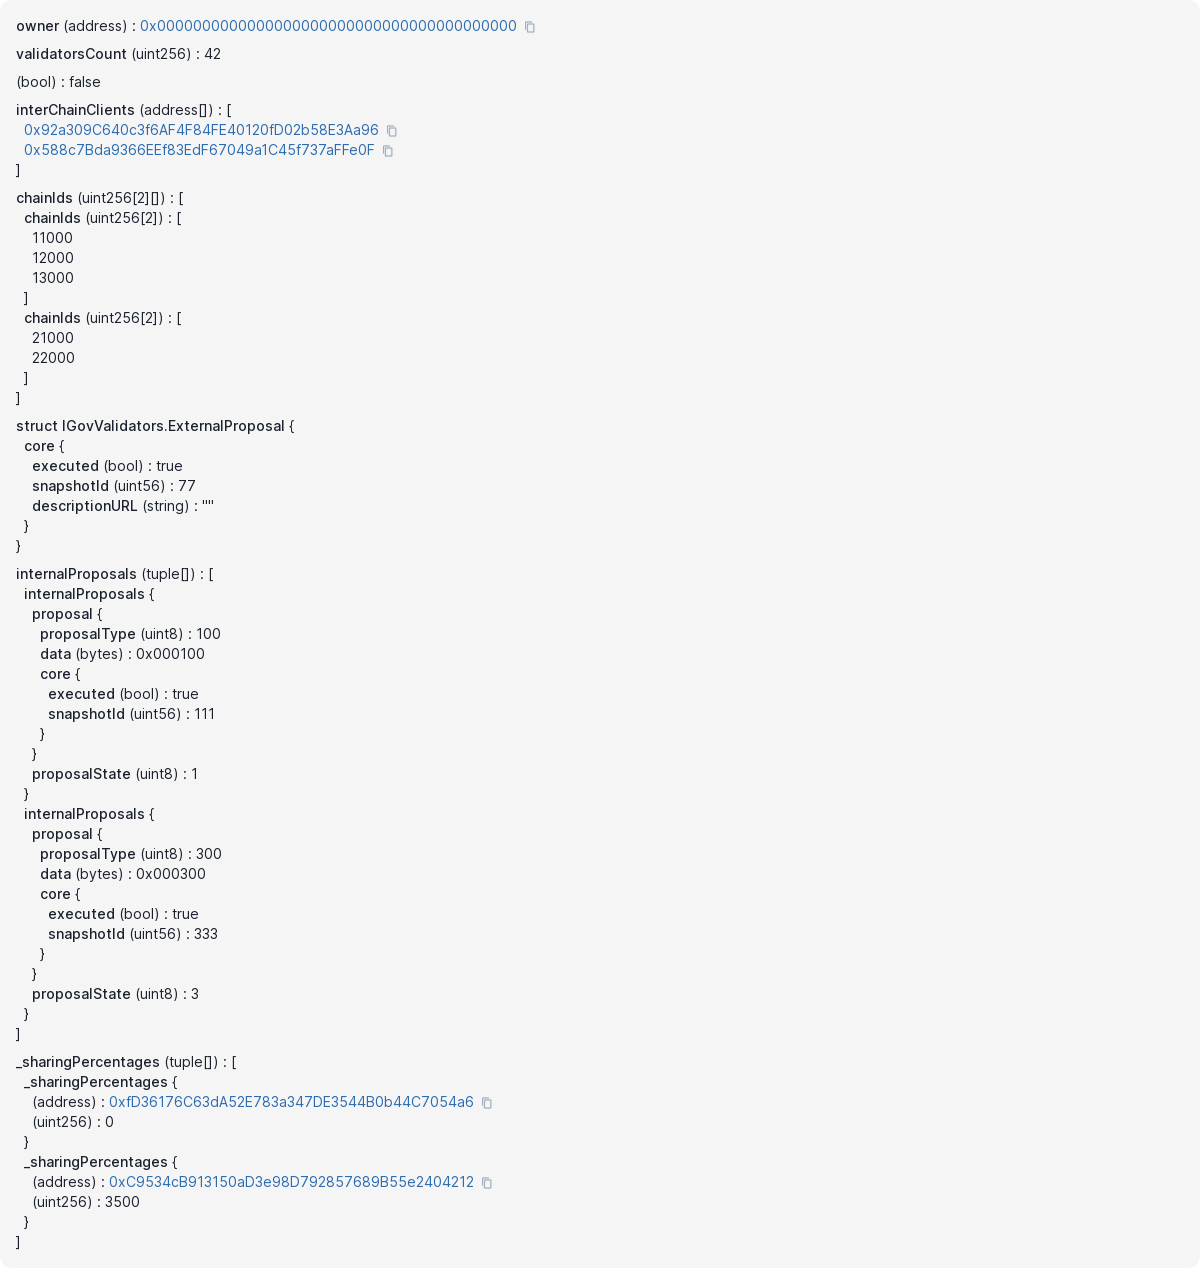 owner (address) : 0x0000000000000000000000000000000000000000
validatorsCount (uint256) : 42
(bool) : false
interChainClients (address[]) : [
0x92a309C640c3f6AF4F84FE40120fD02b58E3Aa96
0x588c7Bda9366EEf83EdF67049a1C45f737aFFe0F
]
chainIds (uint256[2][]) : [
chainIds (uint256[2]) : [
11000
12000
13000
]
chainIds (uint256[2]) : [
21000
22000
]
]
struct IGovValidators.ExternalProposal {
core {
executed (bool) : true
snapshotId (uint56) : 77
descriptionURL (string) : ""
}
}
internalProposals (tuple[]) : [
internalProposals {
proposal {
proposalType (uint8) : 100
data (bytes) : 0x000100
core {
executed (bool) : true
snapshotId (uint56) : 111
}
}
proposalState (uint8) : 1
}
internalProposals {
proposal {
proposalType (uint8) : 300
data (bytes) : 0x000300
core {
executed (bool) : true
snapshotId (uint56) : 333
}
}
proposalState (uint8) : 3
}
]
_sharingPercentages (tuple[]) : [
_sharingPercentages {
(address) : 0xfD36176C63dA52E783a347DE3544B0b44C7054a6
(uint256) : 0
}
_sharingPercentages {
(address) : 0xC9534cB913150aD3e98D792857689B55e2404212
(uint256) : 3500
}
]